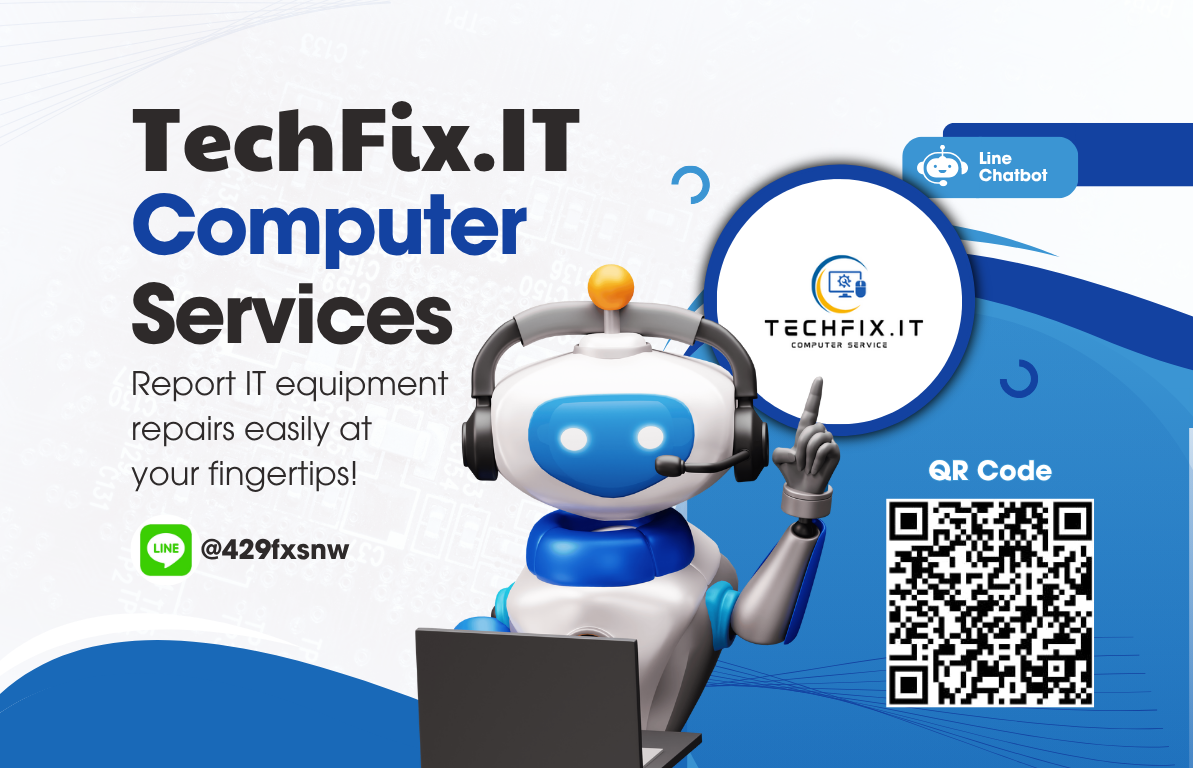 TechFix.IT
Computer
Services
Report IT equipment
repairs easily at
your fingertips!
LINE
@429fxsnw
Line
Chatbot
TECHFIX.IT
COMPUTER SERVICE
QR Code